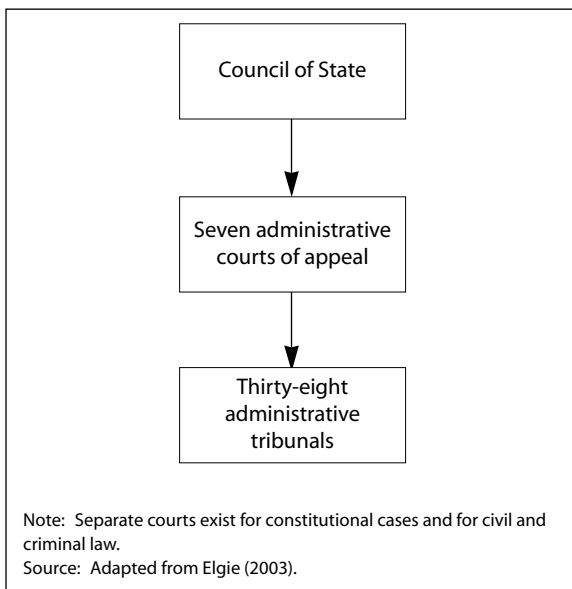 Council of State
Seven administrative
courts of appeal
Thirty-eight
administrative
tribunals
Note: Separate courts exist for constitutional cases and for civil and
criminal law.
Source: Adapted from Elgie (2003).